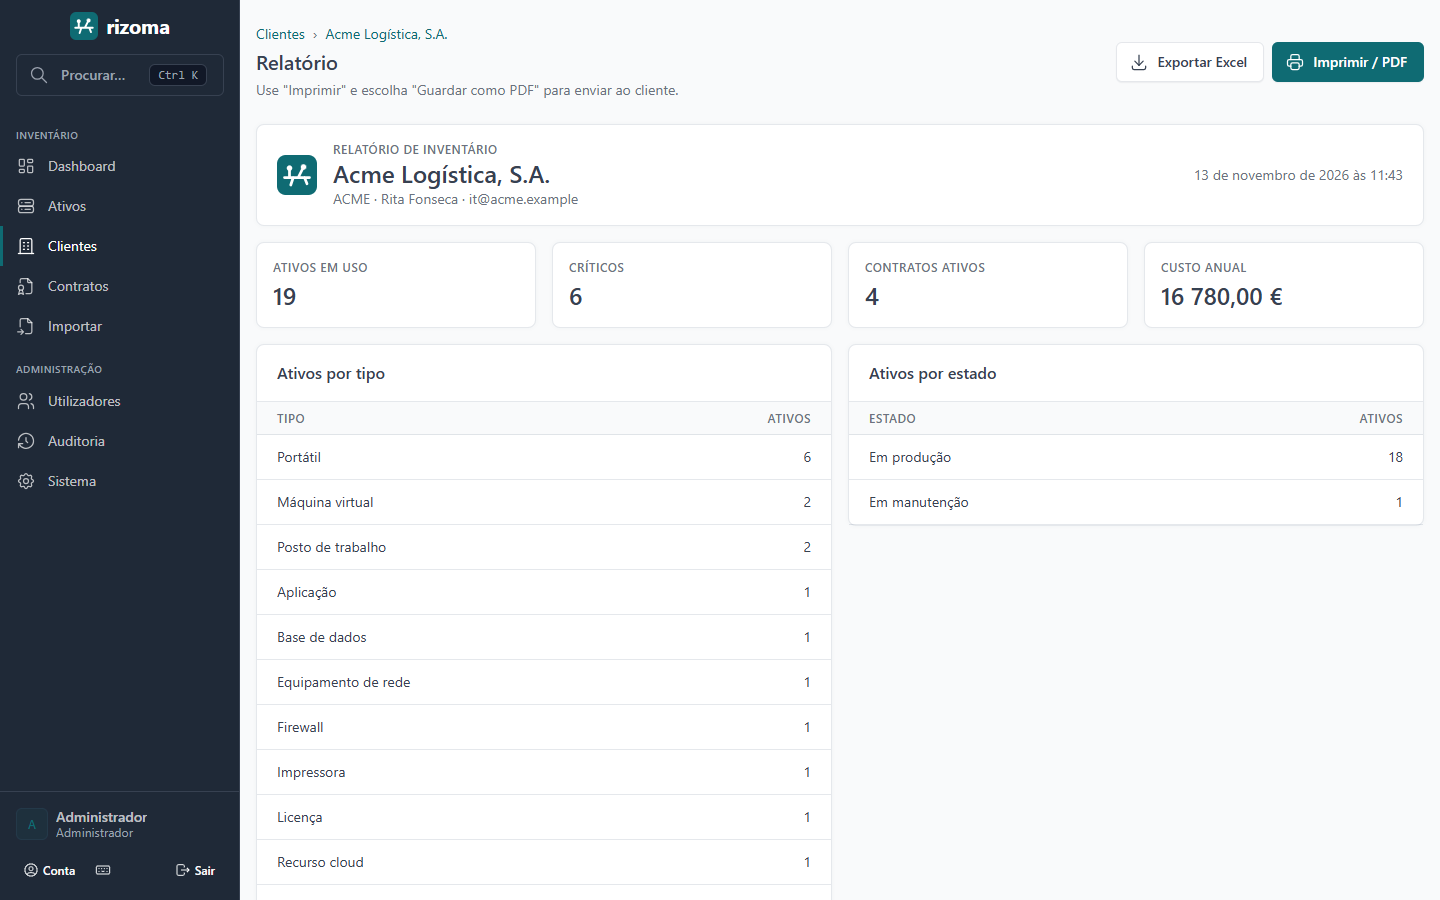 rizoma
Procurar... Ctrl K
INVENTÁRIO
Dashboard
Ativos
Clientes
Contratos
Importar
ADMINISTRAÇÃO
Utilizadores
Auditoria
Sistema
A
Administrador
Administrador
Conta
Sair
Clientes › Acme Logística, S.A.
Relatório
Use "Imprimir" e escolha "Guardar como PDF" para enviar ao cliente.
Exportar Excel
Imprimir / PDF
RELATÓRIO DE INVENTÁRIO
Acme Logística, S.A.
ACME · Rita Fonseca · it@acme.example
13 de novembro de 2026 às 11:43
ATIVOS EM USO
19
CRÍTICOS
6
CONTRATOS ATIVOS
4
CUSTO ANUAL
16 780,00 €
Ativos por tipo
TIPO ATIVOS
Portátil 6
Máquina virtual 2
Posto de trabalho 2
Aplicação 1
Base de dados 1
Equipamento de rede 1
Firewall 1
Impressora 1
Licença 1
Recurso cloud 1
Ativos por estado
ESTADO ATIVOS
Em produção 18
Em manutenção 1